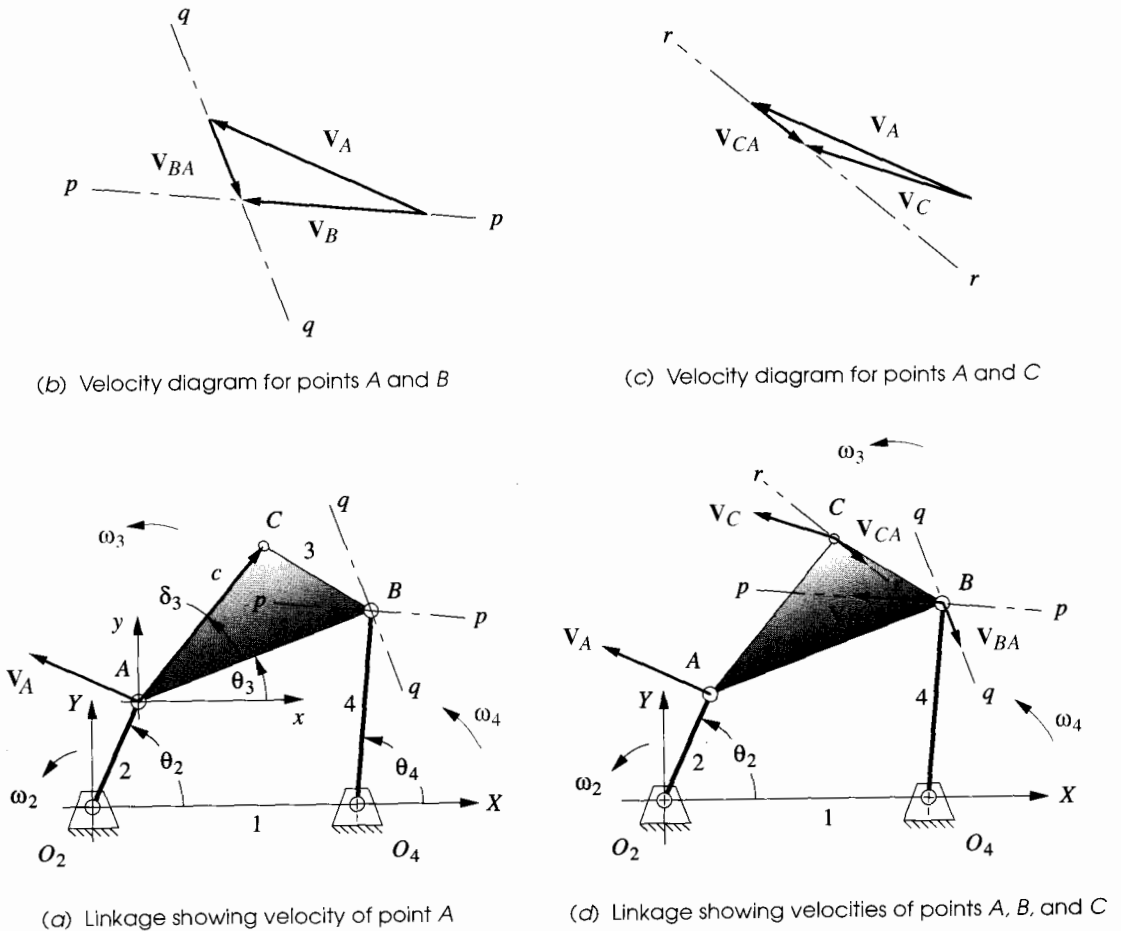 q
V_A
V_BA
p
p
V_B
q
(b) Velocity diagram for points A and B
r
V_A
V_CA
V_C
r
(c) Velocity diagram for points A and C
q
C
ω3
3
c
B
δ3
p
p
y
A
θ3
V_A
q
Y
x
4
ω4
θ2
2
θ4
ω2
X
1
O2
O4
(a) Linkage showing velocity of point A
ω3
r
C
q
V_C
V_CA
B
p
p
V_A
A
V_BA
Y
4
q
ω4
θ2
2
ω2
X
1
O2
O4
(d) Linkage showing velocities of points A, B, and C